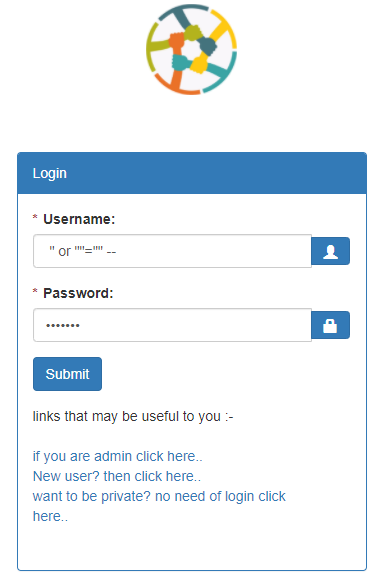 Login
* Username:
" or ""="" --
* Password:
•••••••
Submit
links that may be useful to you :-
if you are admin click here..
New user? then click here..
want to be private? no need of login click
here..